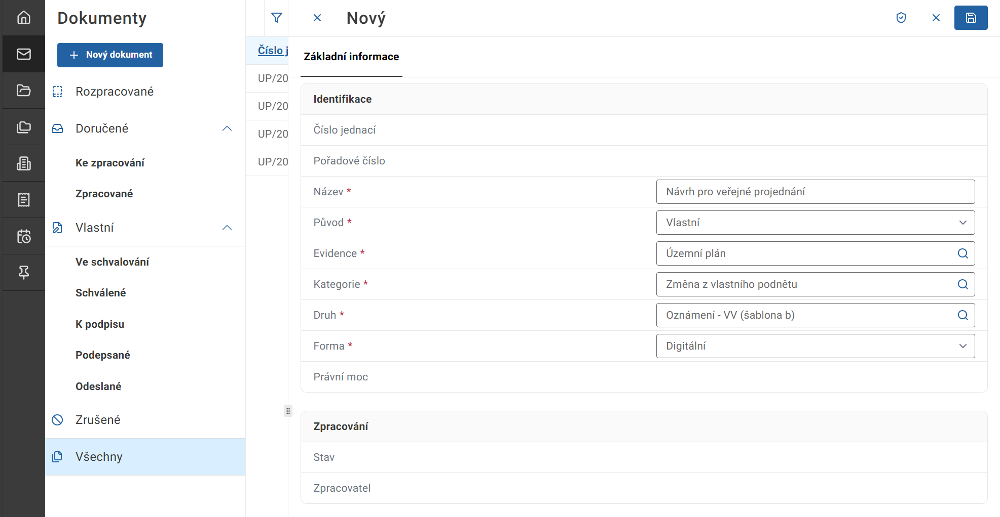 Dokumenty
Nový dokument
Rozpracované
Doručené
Ke zpracování
Zpracované
Vlastní
Ve schvalování
Schválené
K podpisu
Podepsané
Odeslané
Zrušené
Všechny
Číslo j
UP/20
UP/20
UP/20
UP/20
Nový
Základní informace
Identifikace
Číslo jednací
Pořadové číslo
Název * Návrh pro veřejné projednání
Původ * Vlastní
Evidence * Územní plán
Kategorie * Změna z vlastního podnětu
Druh * Oznámení - VV (šablona b)
Forma * Digitální
Právní moc
Zpracování
Stav
Zpracovatel